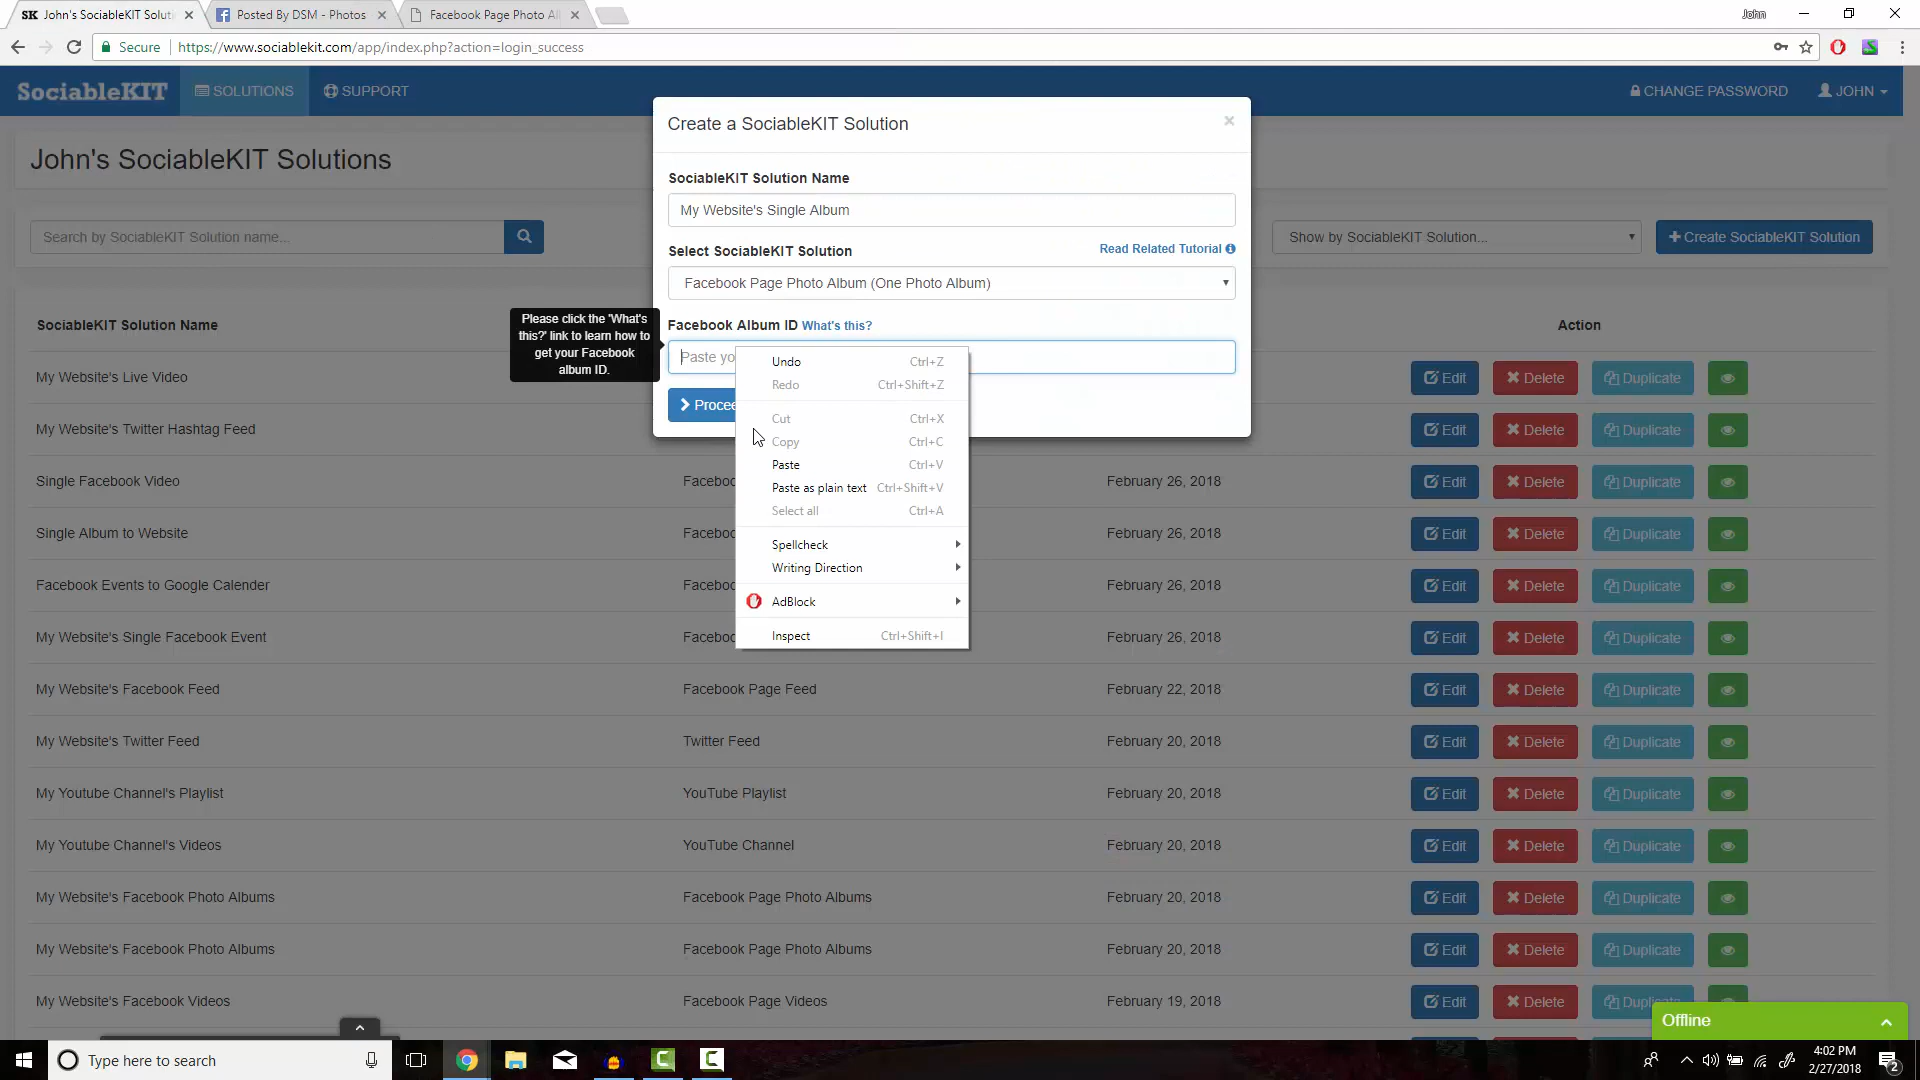 SK John's SociableKIT Soluti
Posted By DSM - Photos
Facebook Page Photo Al
John
Secure
https://www.sociablekit.com/app/index.php?action=login_success
SociableKIT
SOLUTIONS
SUPPORT
CHANGE PASSWORD
JOHN
John's SociableKIT Solutions
Search by SociableKIT Solution name...
Show by SociableKIT Solution...
Create SociableKIT Solution
Create a SociableKIT Solution
×
SociableKIT Solution Name
My Website's Single Album
Select SociableKIT Solution
Read Related Tutorial
Facebook Page Photo Album (One Photo Album)
Facebook Album ID What's this?
Please click the 'What's
this?' link to learn how to
get your Facebook
album ID.
Paste yo
Procee
Undo Ctrl+Z
Redo Ctrl+Shift+Z
Cut Ctrl+X
Copy Ctrl+C
Paste Ctrl+V
Paste as plain text Ctrl+Shift+V
Select all Ctrl+A
Spellcheck
Writing Direction
AdBlock
Inspect Ctrl+Shift+I
SociableKIT Solution Name
Action
My Website's Live Video
Edit Delete Duplicate
My Website's Twitter Hashtag Feed
Edit Delete Duplicate
Single Facebook Video Faceboo February 26, 2018 Edit Delete Duplicate
Single Album to Website Faceboo February 26, 2018 Edit Delete Duplicate
Facebook Events to Google Calender Faceboo February 26, 2018 Edit Delete Duplicate
My Website's Single Facebook Event Faceboo February 26, 2018 Edit Delete Duplicate
My Website's Facebook Feed Facebook Page Feed February 22, 2018 Edit Delete Duplicate
My Website's Twitter Feed Twitter Feed February 20, 2018 Edit Delete Duplicate
My Youtube Channel's Playlist YouTube Playlist February 20, 2018 Edit Delete Duplicate
My Youtube Channel's Videos YouTube Channel February 20, 2018 Edit Delete Duplicate
My Website's Facebook Photo Albums Facebook Page Photo Albums February 20, 2018 Edit Delete Duplicate
My Website's Facebook Photo Albums Facebook Page Photo Albums February 20, 2018 Edit Delete Duplicate
My Website's Facebook Videos Facebook Page Videos February 19, 2018 Edit Delete Duplicate
Offline
Type here to search
4:02 PM
2/27/2018
2